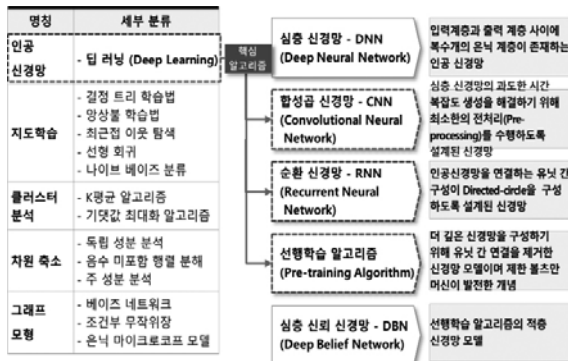 명칭
세부 분류
인공
신경망
- 딥 러닝 (Deep Learning)
지도학습
- 결정 트리 학습법
- 앙상블 학습법
- 최근접 이웃 탐색
- 선형 회귀
- 나이브 베이즈 분류
클러스터
분석
- K평균 알고리즘
- 기댓값 최대화 알고리즘
차원 축소
- 독립 성분 분석
- 음수 미포함 행렬 분해
- 주 성분 분석
그래프
모형
- 베이즈 네트워크
- 조건부 무작위장
- 은닉 마이크로코프 모델
핵심
알고리즘
심층 신경망 - DNN
(Deep Neural Network)
입력계층과 출력 계층 사이에
복수개의 은닉 계층이 존재하는
인공 신경망
합성곱 신경망 - CNN
(Convolutional Neural
Network)
심층 신경망의 과도한 시간
복잡도 생성을 해결하기 위해
최소한의 전처리(Pre-
processing)를 수행하도록
설계된 신경망
순환 신경망 - RNN
(Recurrent Neural
Network)
인공신경망을 연결하는 유닛 간
구성이 Directed-circle을 구성
하도록 설계된 신경망
선행학습 알고리즘
(Pre-training Algorithm)
더 깊은 신경망을 구성하기
위해 유닛 간 연결을 제거한
신경망 모델이며 제한 볼츠만
머신이 발전한 개념
심층 신뢰 신경망 - DBN
(Deep Belief Network)
선행학습 알고리즘의 적층
신경망 모델